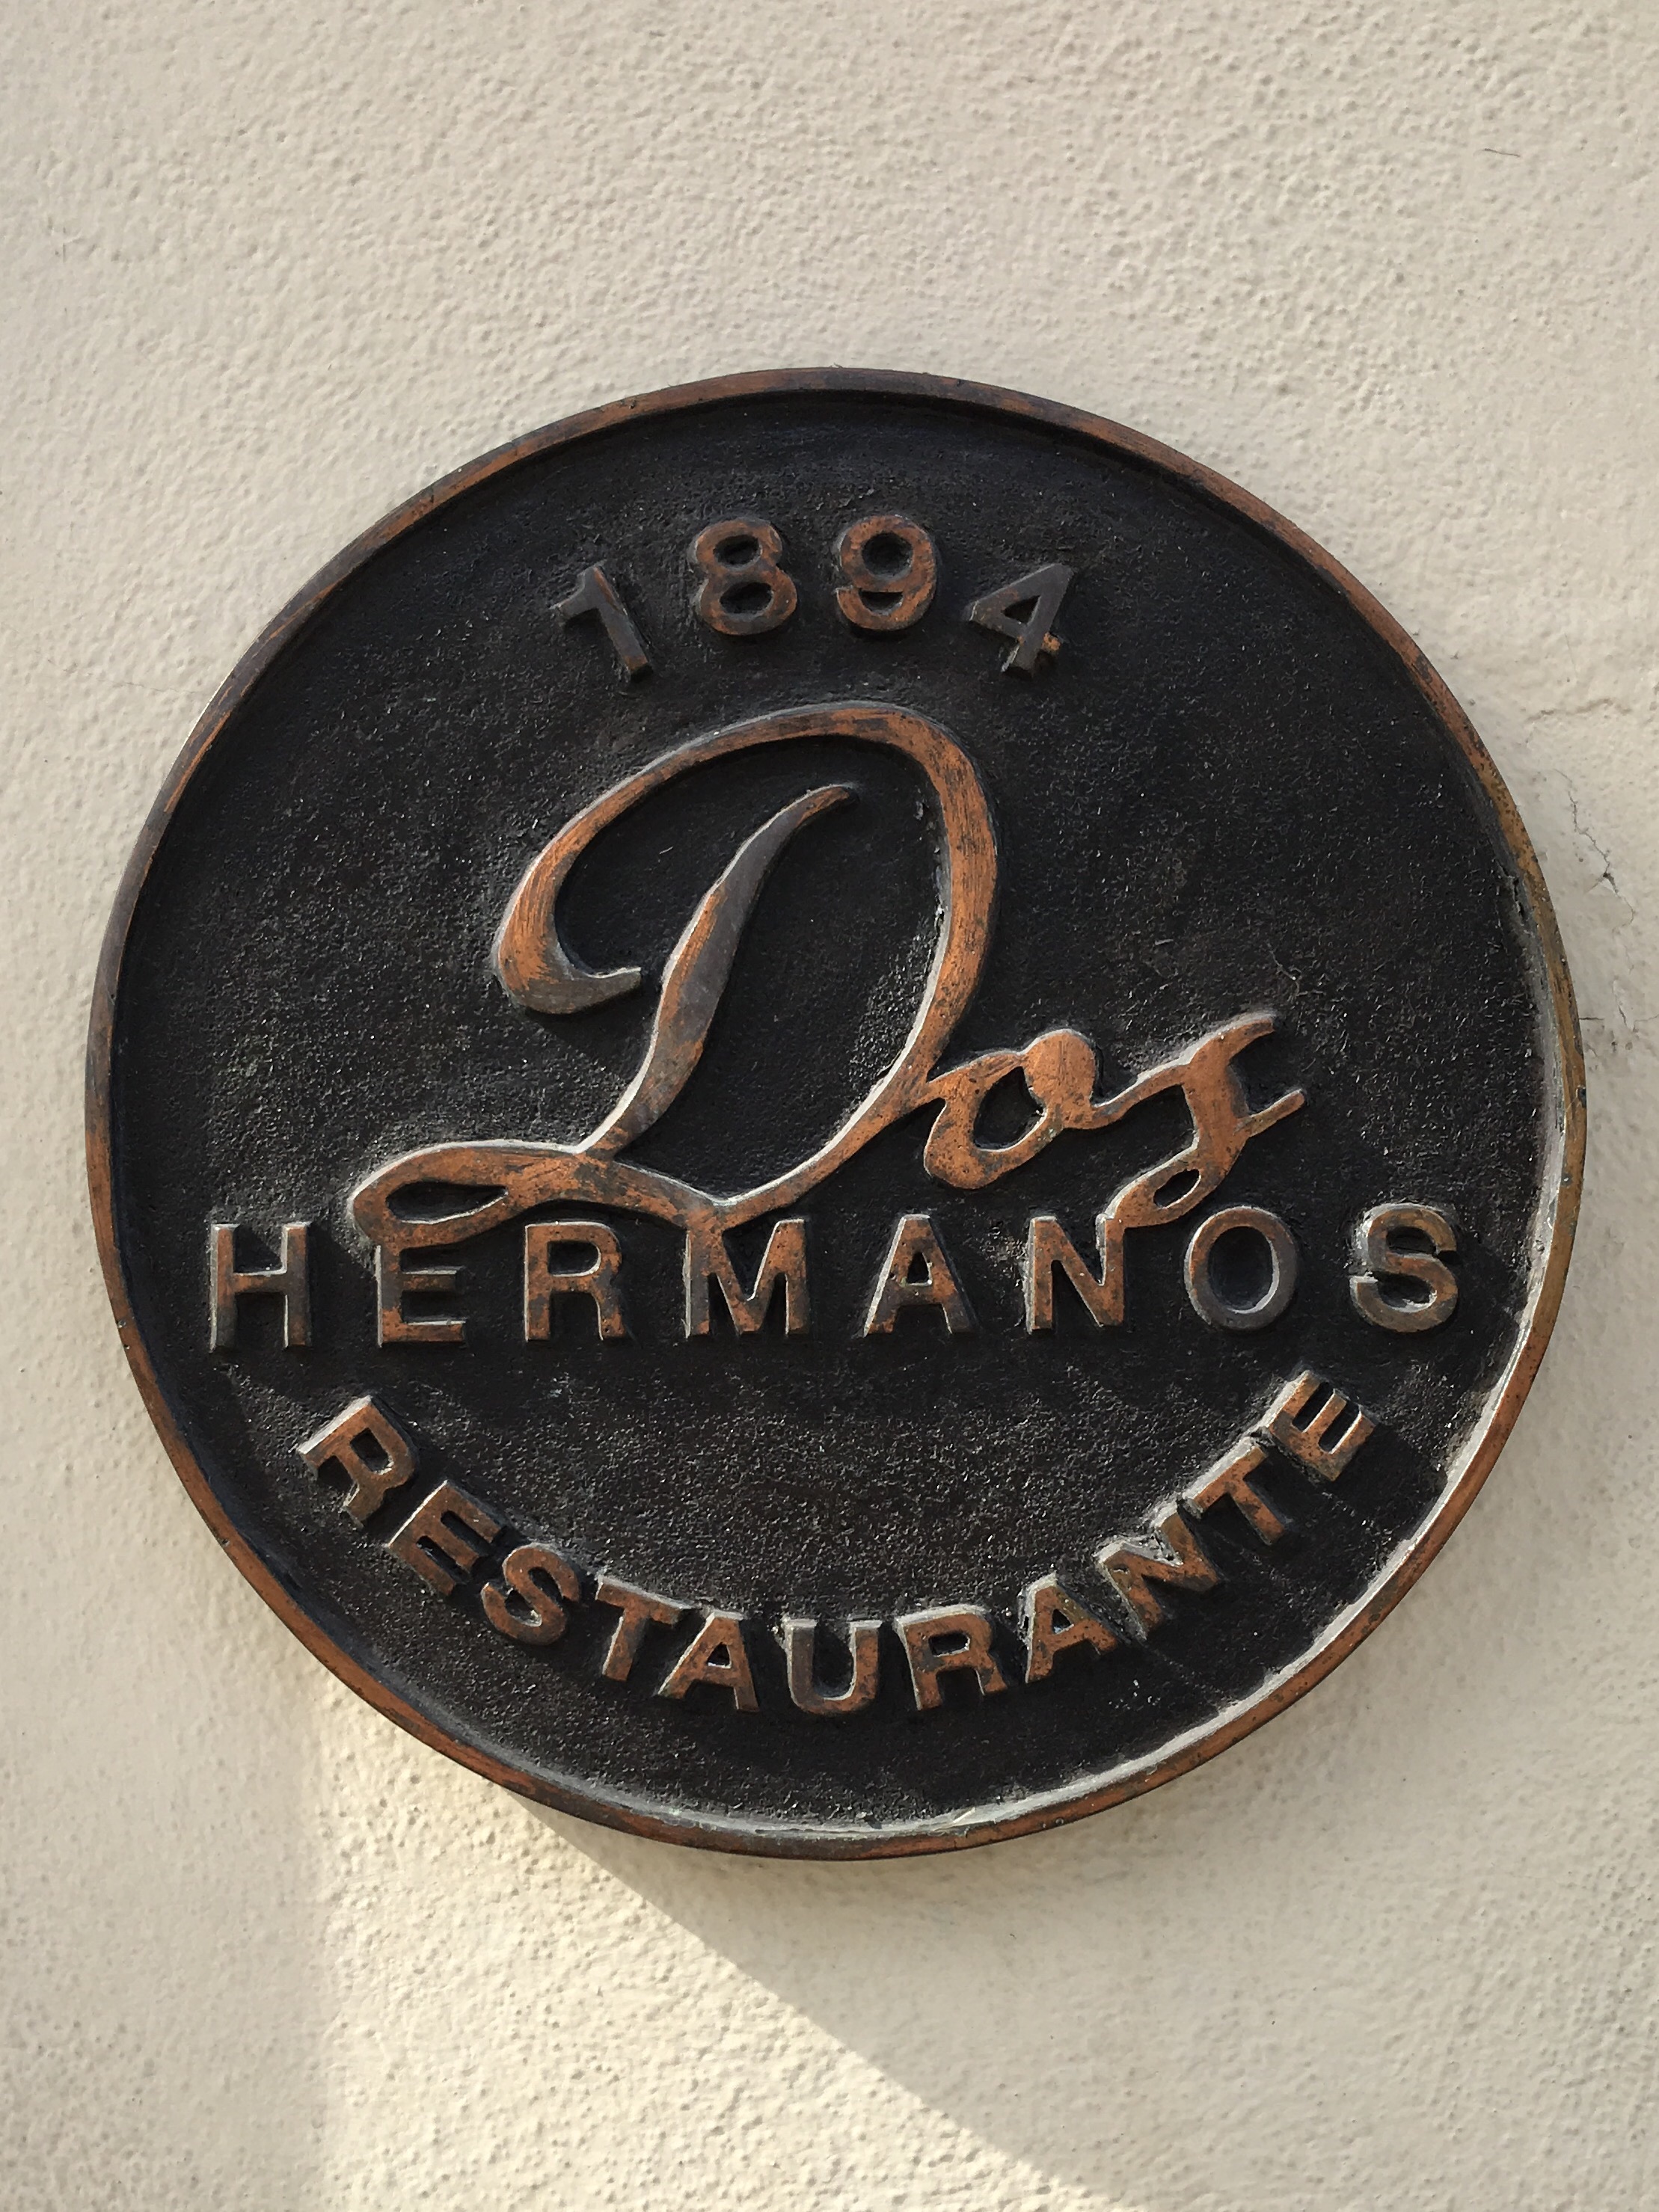 1894
Dos
HERMANOS
RESTAURANTE